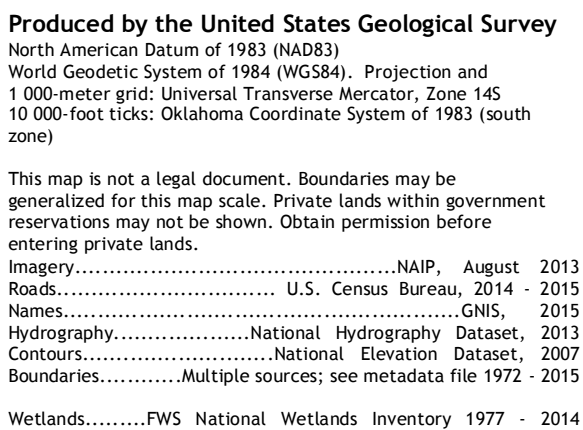 Produced by the United States Geological Survey
North American Datum of 1983 (NAD83)
World Geodetic System of 1984 (WGS84). Projection and
1 000-meter grid: Universal Transverse Mercator, Zone 14S
10 000-foot ticks: Oklahoma Coordinate System of 1983 (south
zone)
This map is not a legal document. Boundaries may be
generalized for this map scale. Private lands within government
reservations may not be shown. Obtain permission before
entering private lands.
Imagery..............................................NAIP, August 2013
Roads............................... U.S. Census Bureau, 2014 - 2015
Names.........................................................GNIS, 2015
Hydrography....................National Hydrography Dataset, 2013
Contours...........................National Elevation Dataset, 2007
Boundaries............Multiple sources; see metadata file 1972 - 2015
Wetlands.........FWS National Wetlands Inventory 1977 - 2014